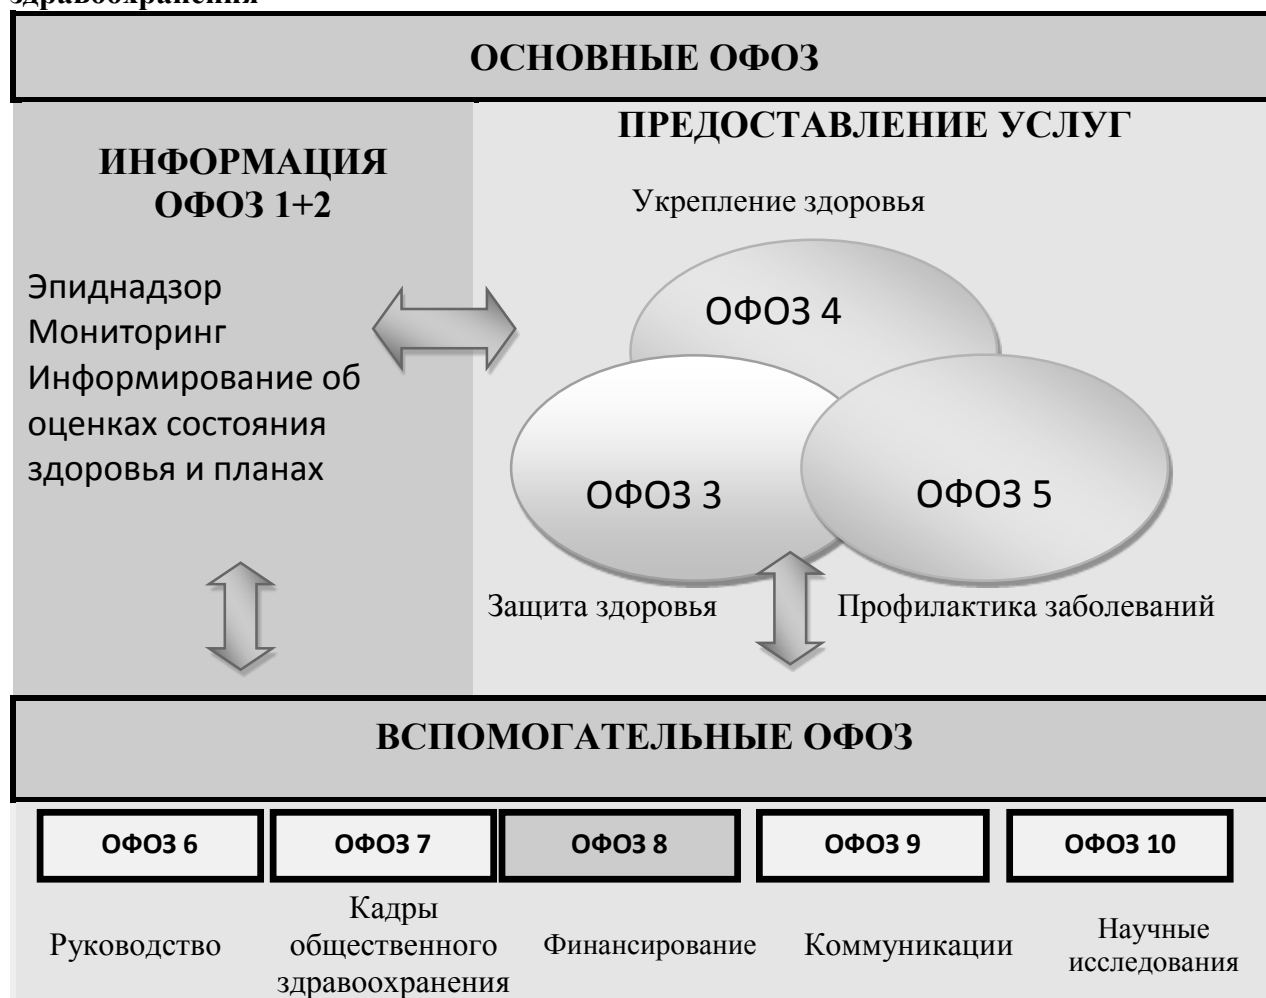 здравоохранения
ОСНОВНЫЕ ОФОЗ
ИНФОРМАЦИЯ
ОФОЗ 1+2
Эпиднадзор
Мониторинг
Информирование об
оценках состояния
здоровья и планах
ПРЕДОСТАВЛЕНИЕ УСЛУГ
Укрепление здоровья
ОФОЗ 4
ОФОЗ 3
ОФОЗ 5
Защита здоровья
Профилактика заболеваний
ВСПОМОГАТЕЛЬНЫЕ ОФОЗ
ОФОЗ 6
ОФОЗ 7
ОФОЗ 8
ОФОЗ 9
ОФОЗ 10
Руководство
Кадры
общественного
здравоохранения
Финансирование
Коммуникации
Научные
исследования